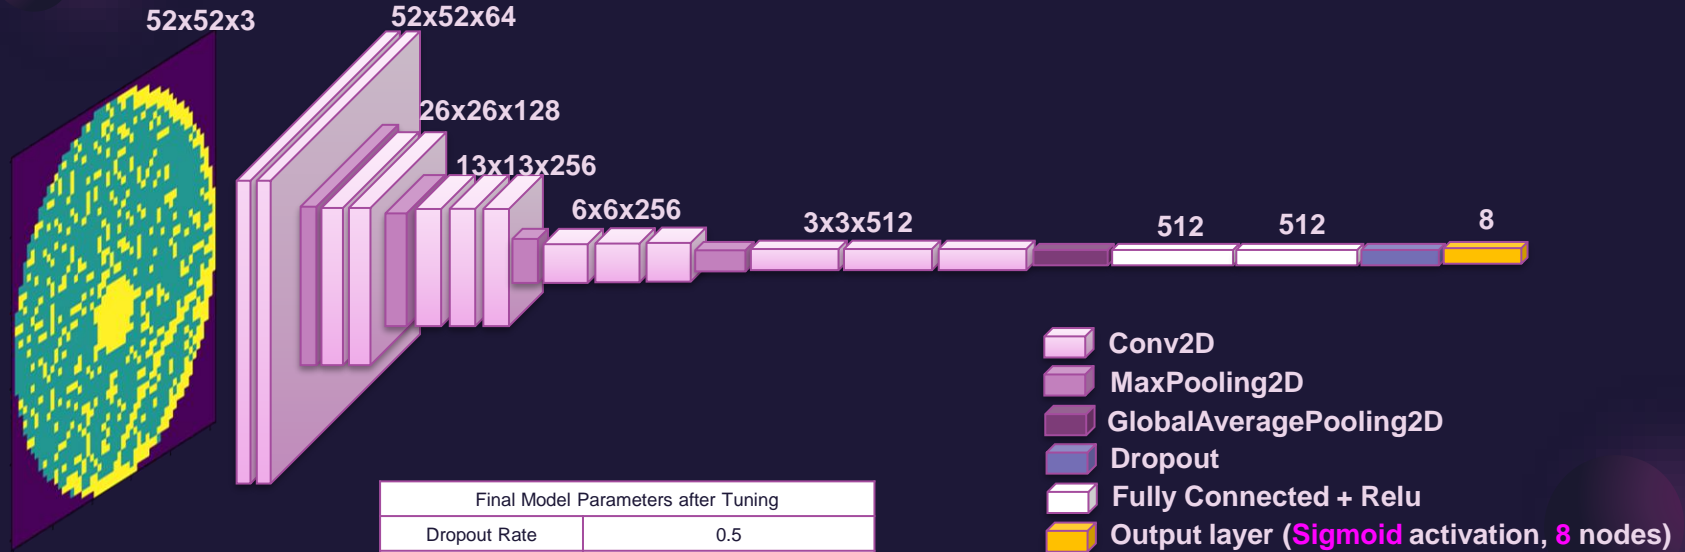 52x52x3
52x52x64
26x26x128
13x13x256
6x6x256
3x3x512
512
512
8
Conv2D
MaxPooling2D
GlobalAveragePooling2D
Dropout
Fully Connected + Relu
Output layer (Sigmoid activation, 8 nodes)
Final Model Parameters after Tuning
Dropout Rate 0.5